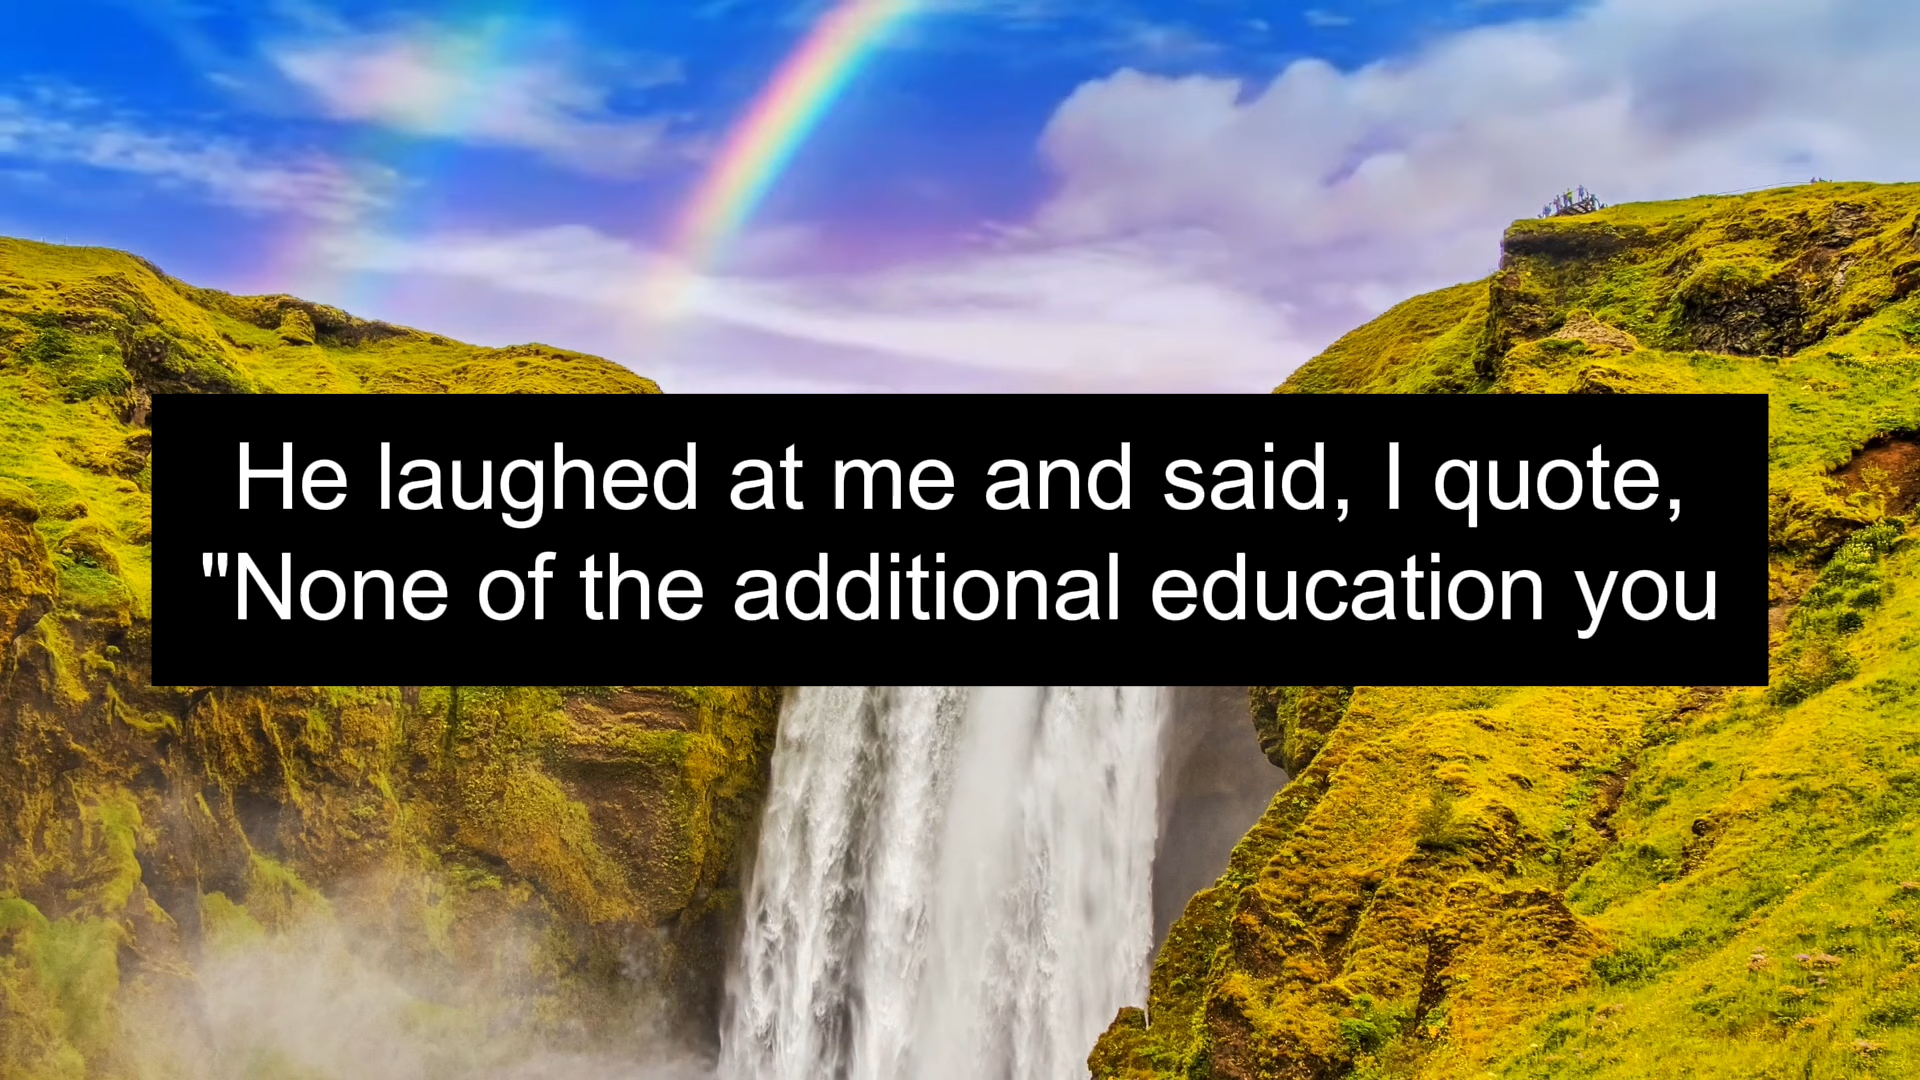 He laughed at me and said, I quote,
"None of the additional education you